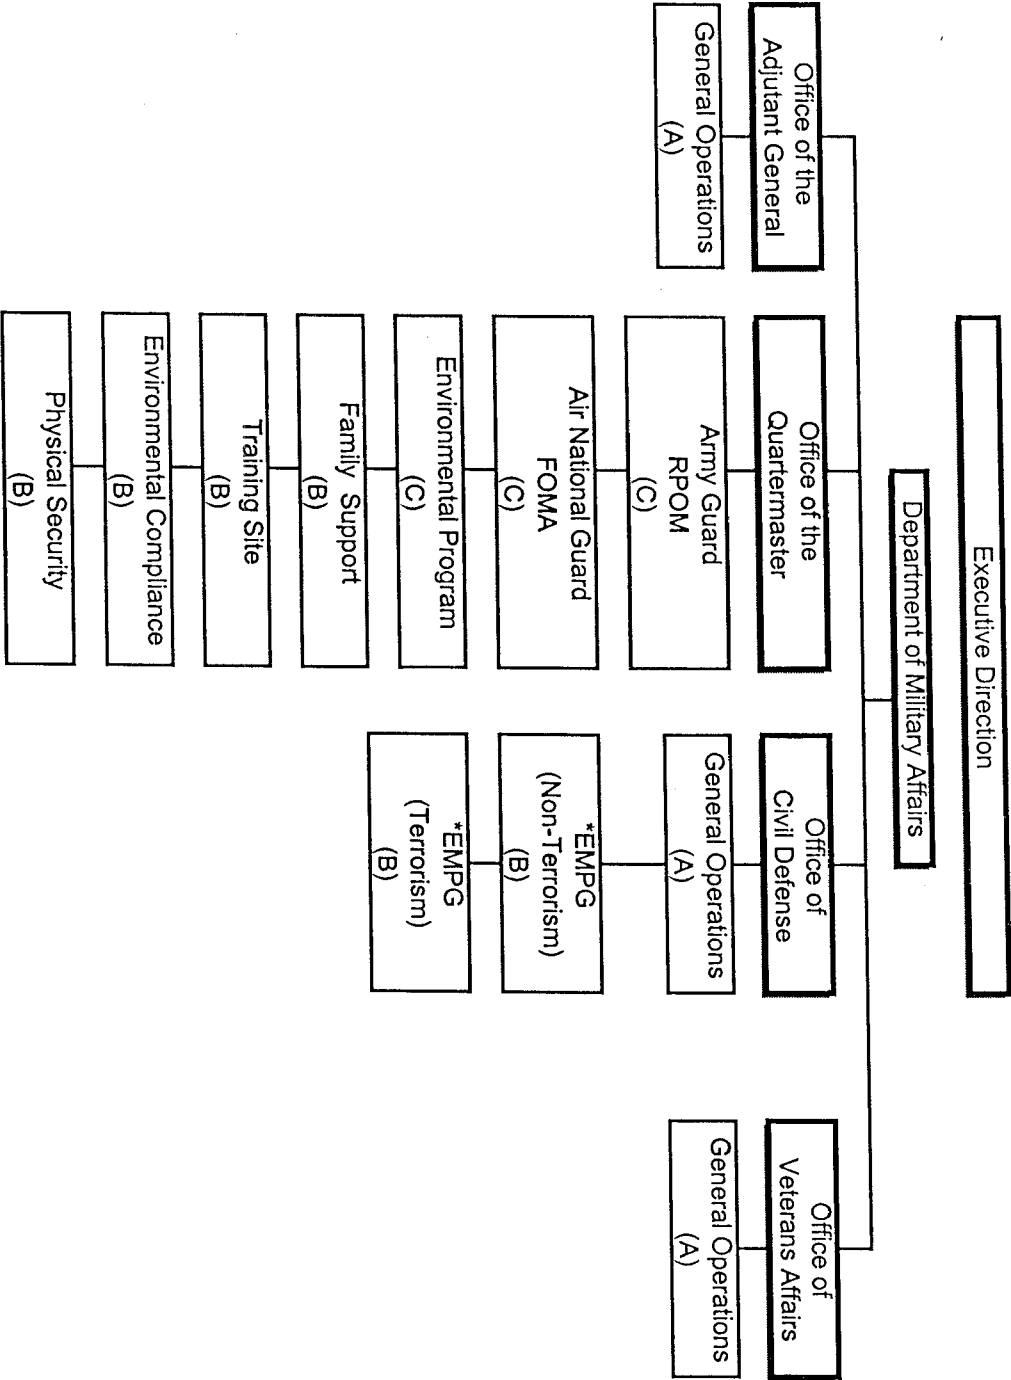 Executive Direction
Department of Military Affairs
Office of the
Adjutant General
General Operations
(A)
Office of the
Quartermaster
Army Guard
RPOM
(C)
Air National Guard
FOMA
(C)
Environmental Program
(C)
Family Support
(B)
Training Site
(B)
Environmental Compliance
(B)
Physical Security
(B)
Office of
Civil Defense
General Operations
(A)
*EMPG
(Non-Terrorism)
(B)
*EMPG
(Terrorism)
(B)
Office of
Veterans Affairs
General Operations
(A)